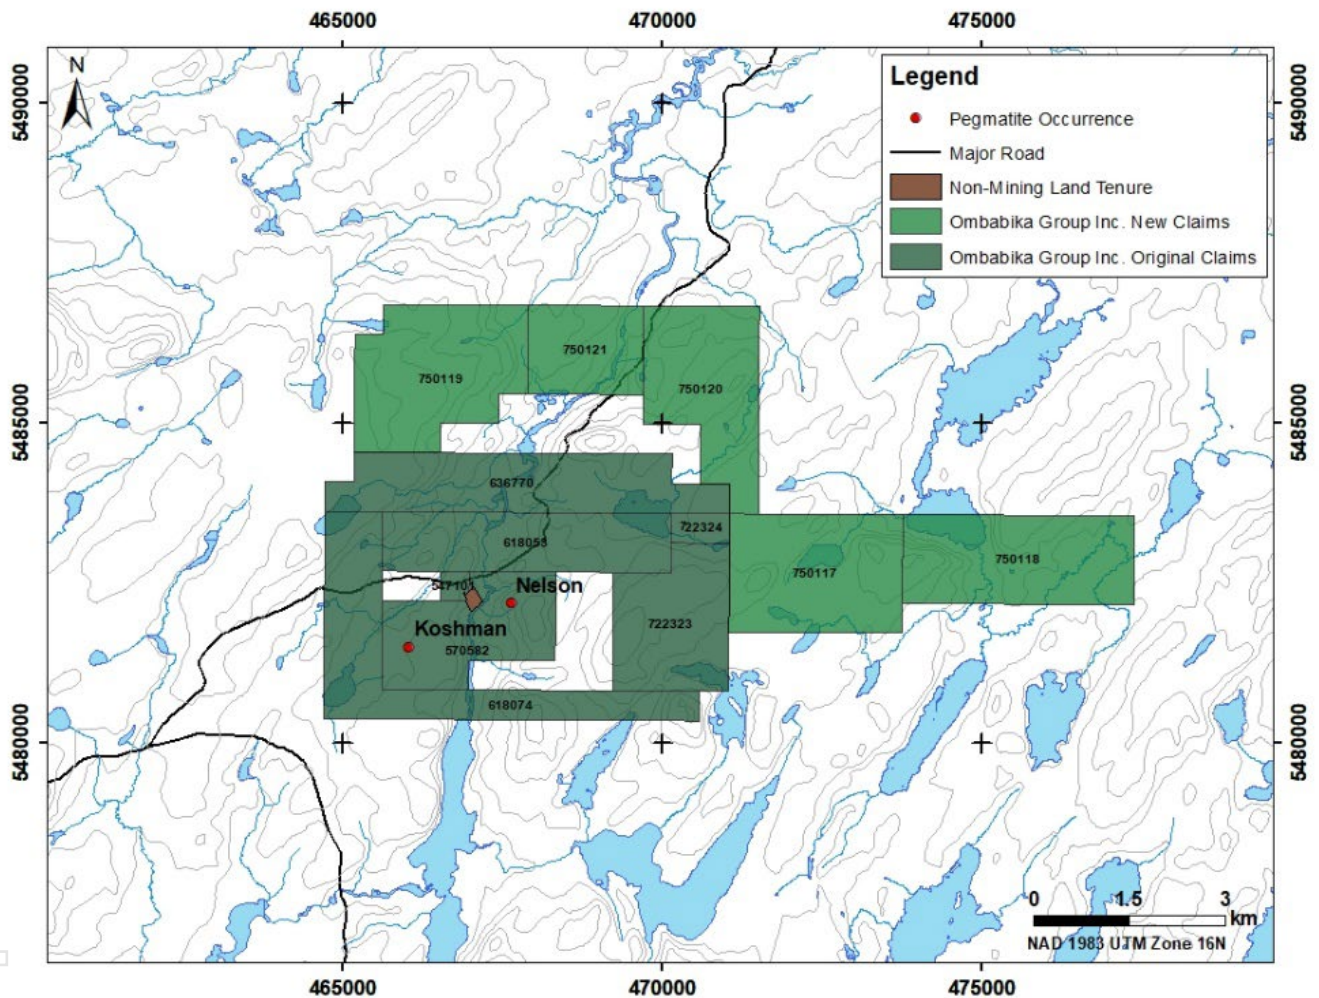 465000 470000 475000
N
5490000 5490000
Legend
Pegmatite Occurrence
Major Road
Non-Mining Land Tenure
Ombabika Group Inc. New Claims
Ombabika Group Inc. Original Claims
750121
750119
750120
5485000 5485000
636770
722324
618053
750118
750117
547101
Nelson
722323
Koshman
570582
618074
5480000 5480000
0 1.5 3
km
NAD 1983 UTM Zone 16N
465000 470000 475000